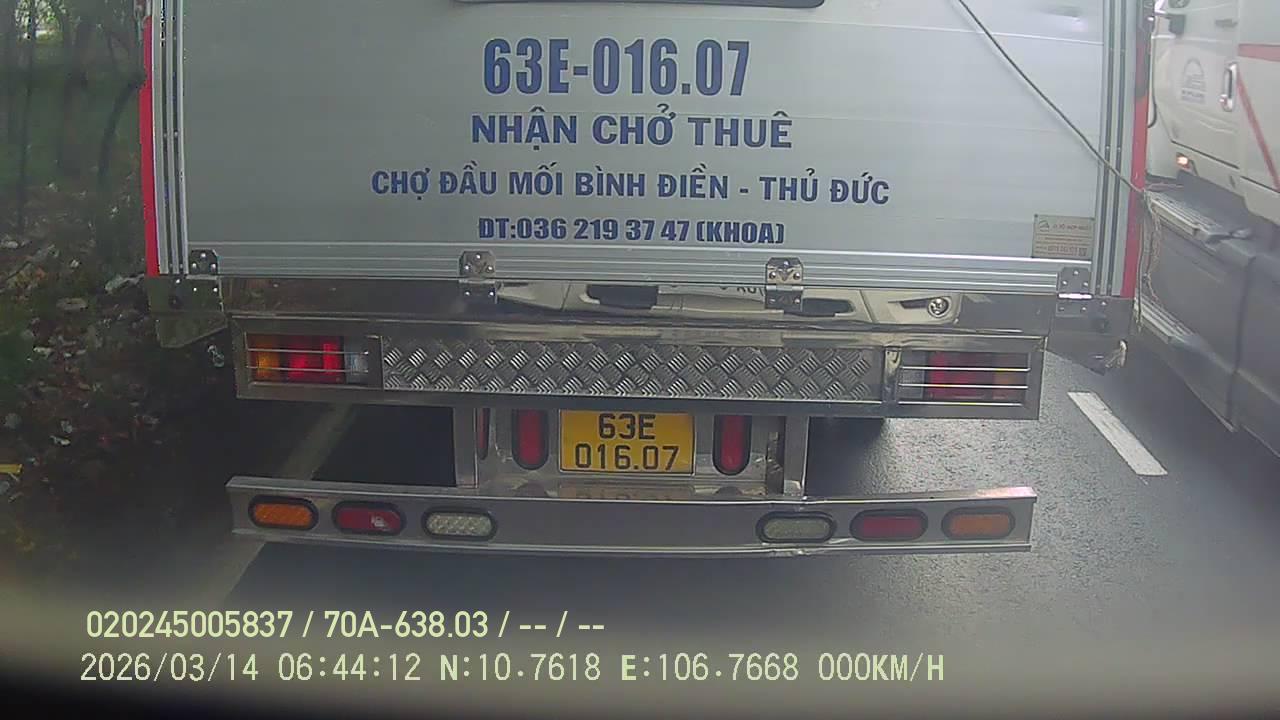 63E-016.07
NHẬN CHỞ THUÊ
CHỢ ĐẦU MỐI BÌNH ĐIỀN - THỦ ĐỨC
ĐT:036 219 37 47 (KHOA)
63E
016.07
020245005837 / 70A-638.03 / -- / --
2026/03/14 06:44:12 N:10.7618 E:106.7668 000KM/H